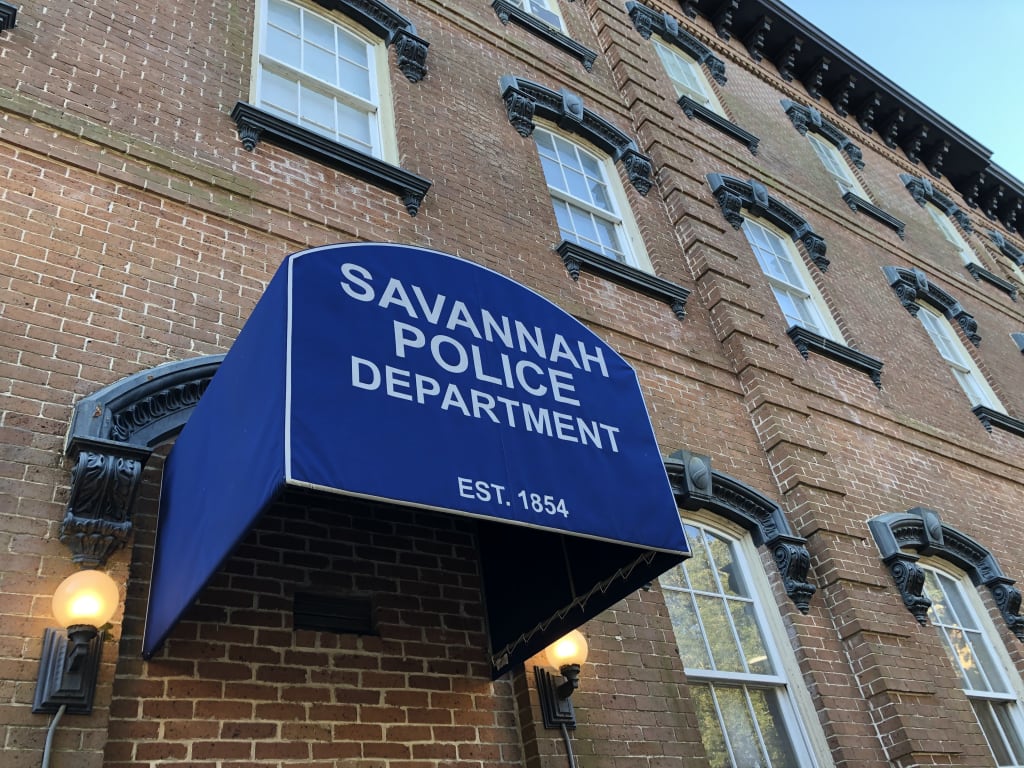 SAVANNAH
POLICE
DEPARTMENT
EST. 1854